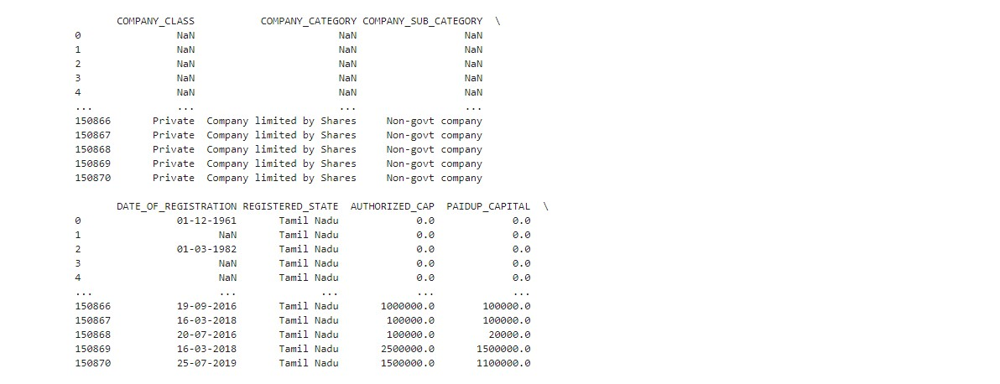 COMPANY_CLASS COMPANY_CATEGORY COMPANY_SUB_CATEGORY \
0 NaN NaN NaN
1 NaN NaN NaN
2 NaN NaN NaN
3 NaN NaN NaN
4 NaN NaN NaN
... ... ... ...
150866 Private Company limited by Shares Non-govt company
150867 Private Company limited by Shares Non-govt company
150868 Private Company limited by Shares Non-govt company
150869 Private Company limited by Shares Non-govt company
150870 Private Company limited by Shares Non-govt company
DATE_OF_REGISTRATION REGISTERED_STATE AUTHORIZED_CAP PAIDUP_CAPITAL \
0 01-12-1961 Tamil Nadu 0.0 0.0
1 NaN Tamil Nadu 0.0 0.0
2 01-03-1982 Tamil Nadu 0.0 0.0
3 NaN Tamil Nadu 0.0 0.0
4 NaN Tamil Nadu 0.0 0.0
... ... ... ... ...
150866 19-09-2016 Tamil Nadu 1000000.0 100000.0
150867 16-03-2018 Tamil Nadu 100000.0 100000.0
150868 20-07-2016 Tamil Nadu 100000.0 20000.0
150869 16-03-2018 Tamil Nadu 2500000.0 1500000.0
150870 25-07-2019 Tamil Nadu 1500000.0 1100000.0